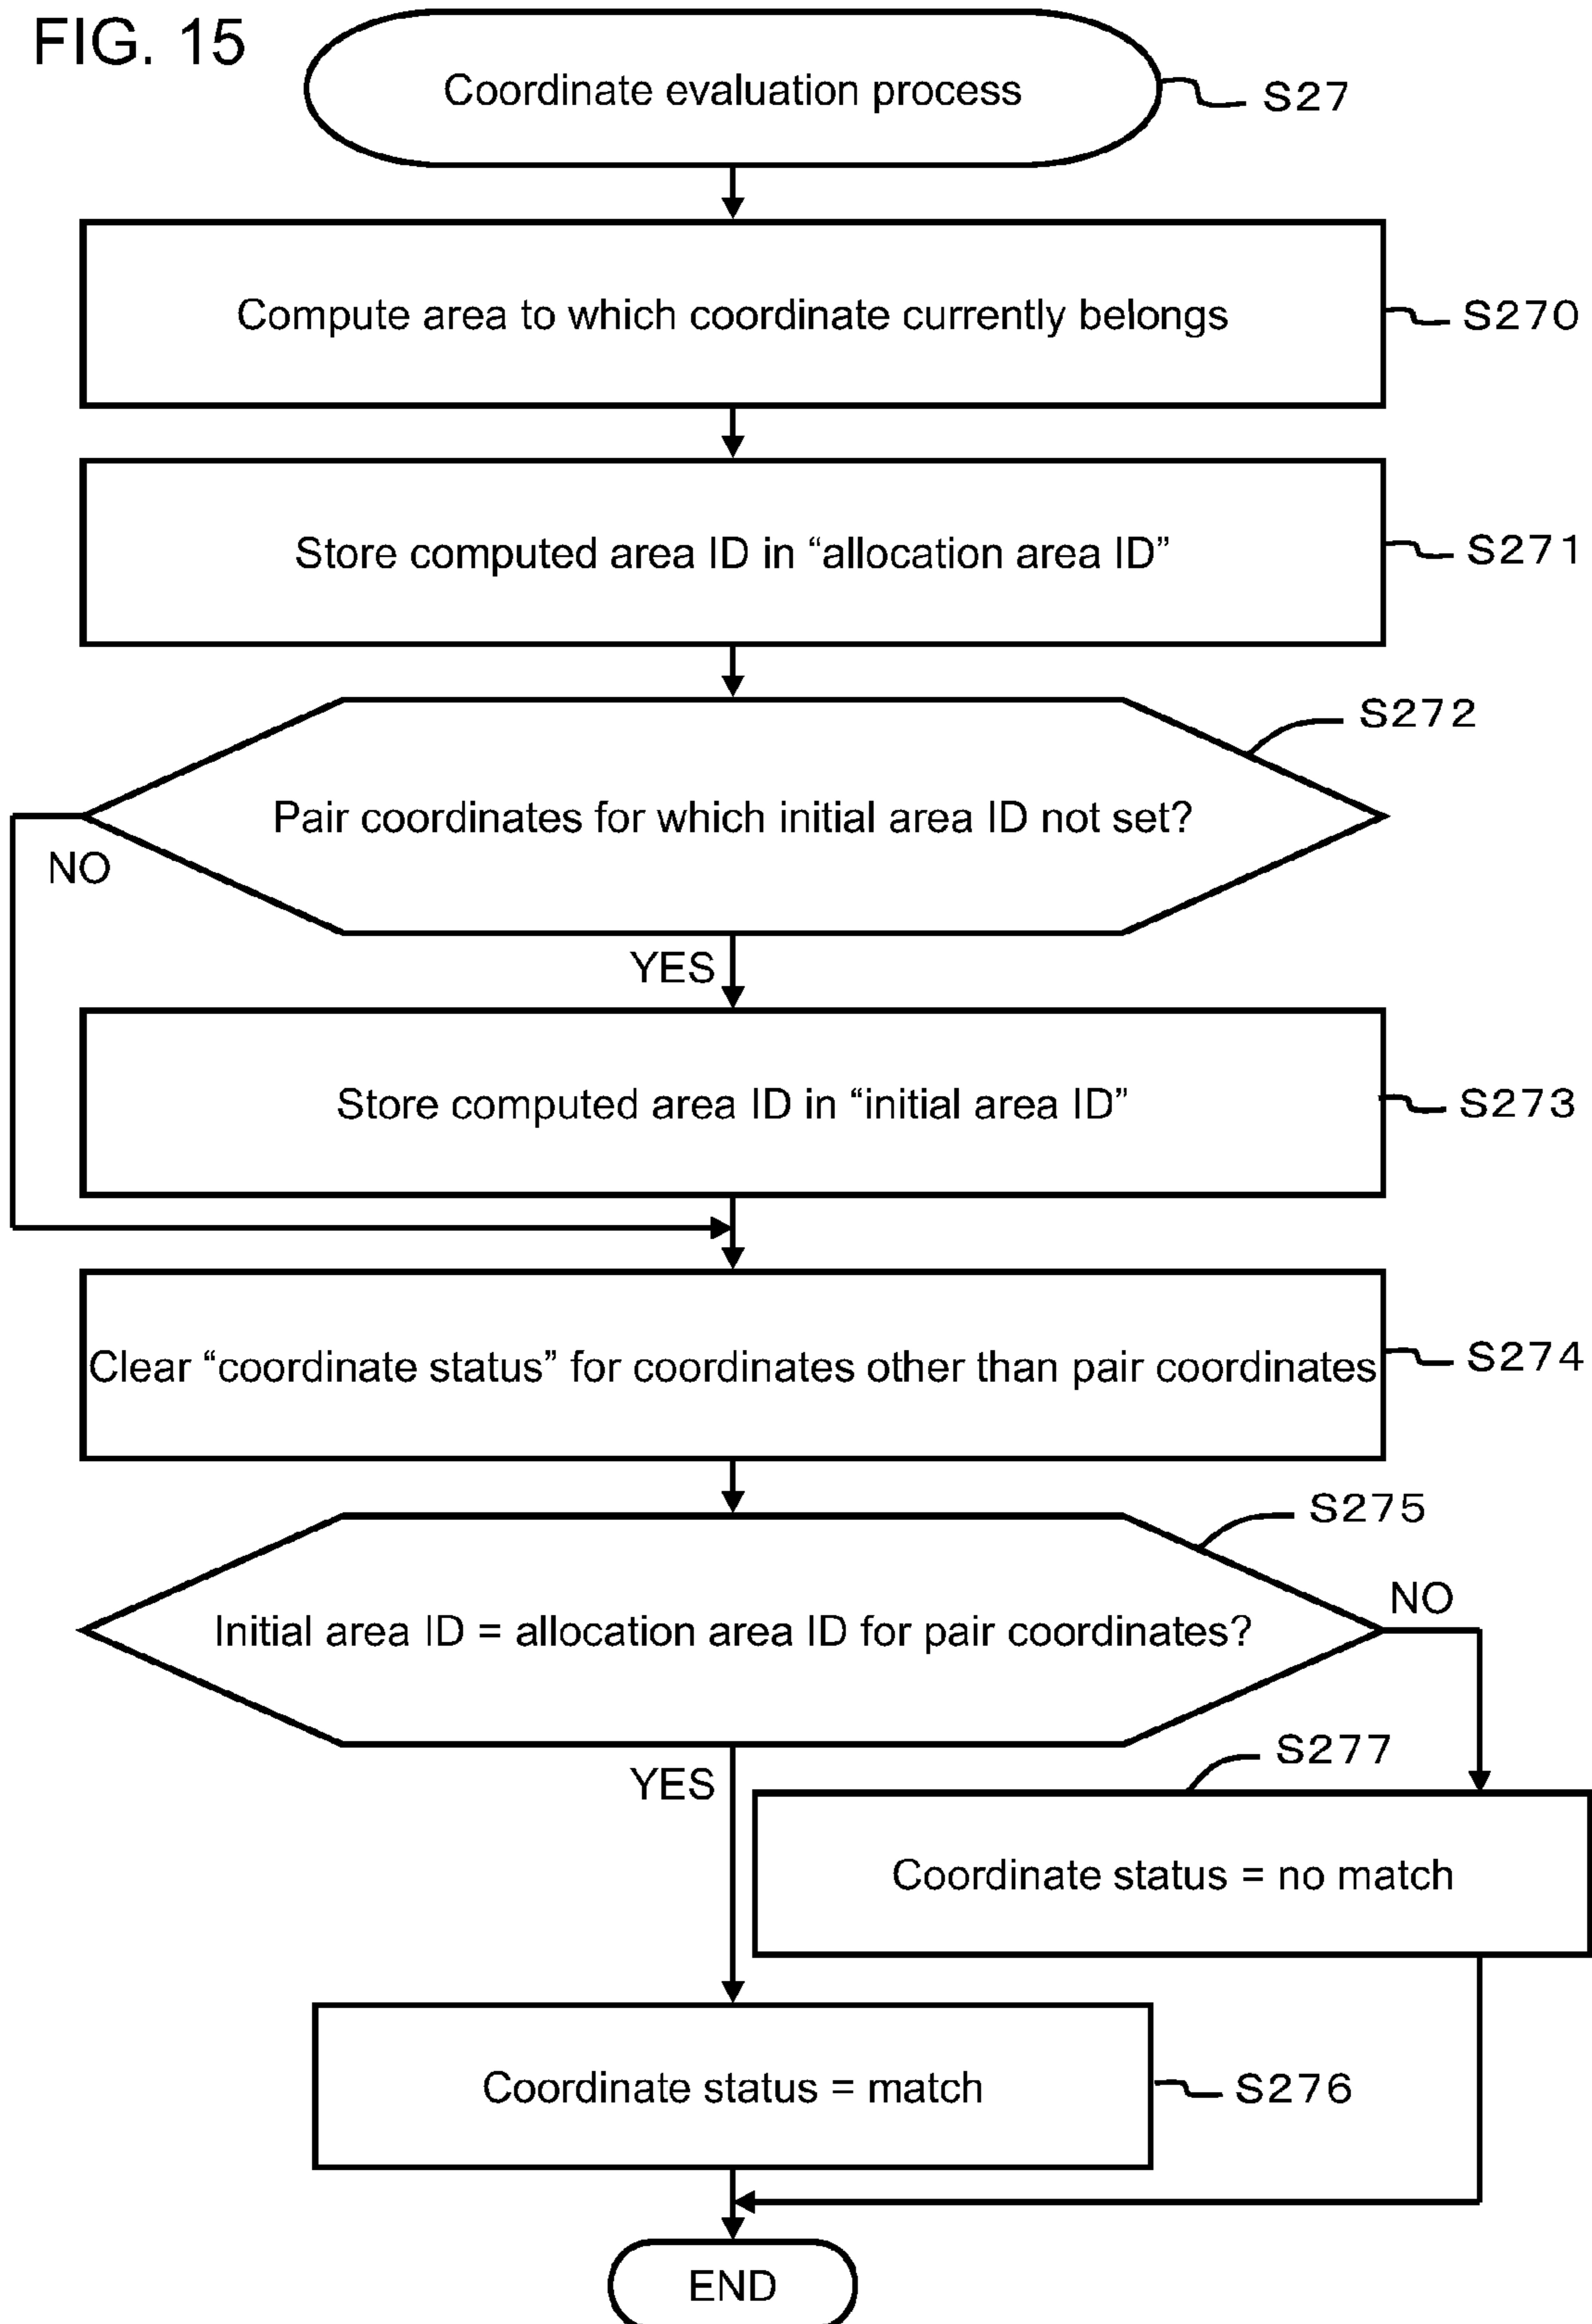 FIG. 15
Coordinate evaluation process
S27
Compute area to which coordinate currently belongs
S270
Store computed area ID in “allocation area ID”
S271
S272
Pair coordinates for which initial area ID not set?
NO
YES
Store computed area ID in “initial area ID”
S273
Clear “coordinate status” for coordinates other than pair coordinates
S274
S275
NO
Initial area ID = allocation area ID for pair coordinates?
S277
YES
Coordinate status = no match
Coordinate status = match
S276
END